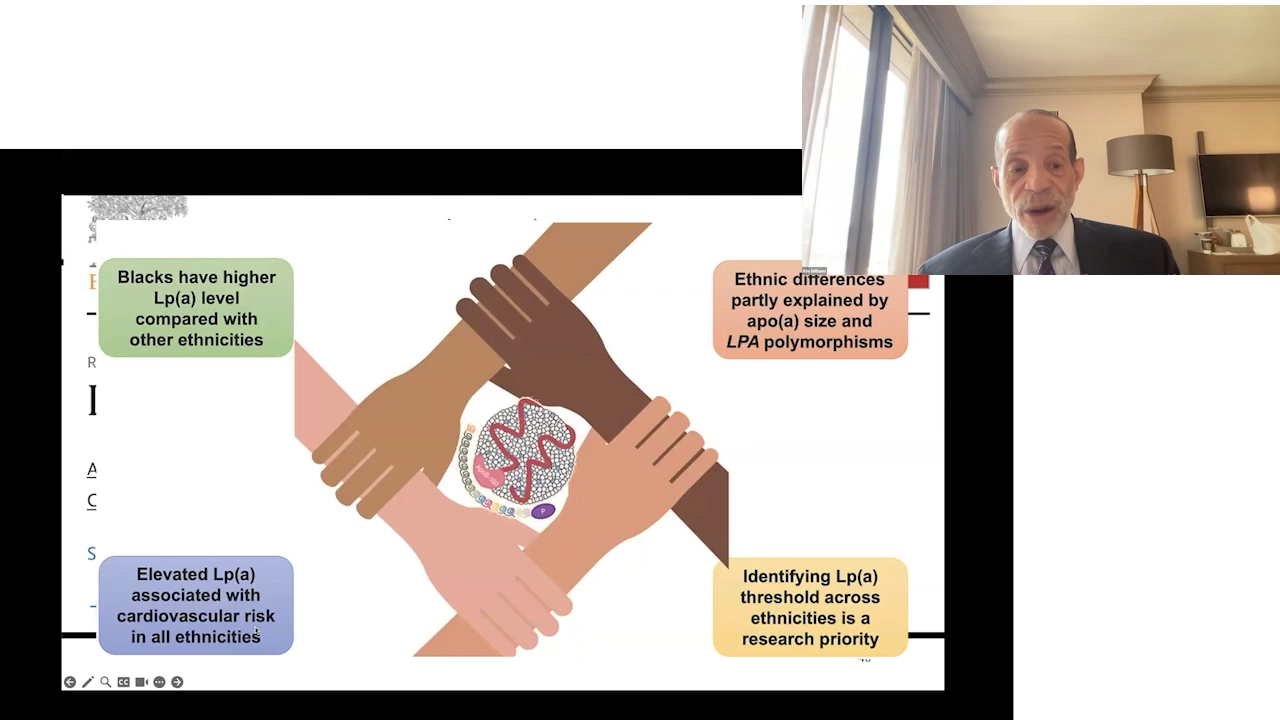 Blacks have higher
Lp(a) level
compared with
other ethnicities
Ethnic differences
partly explained by
apo(a) size and
LPA polymorphisms
Elevated Lp(a)
associated with
cardiovascular risk
in all ethnicities
Identifying Lp(a)
threshold across
ethnicities is a
research priority
P
CC